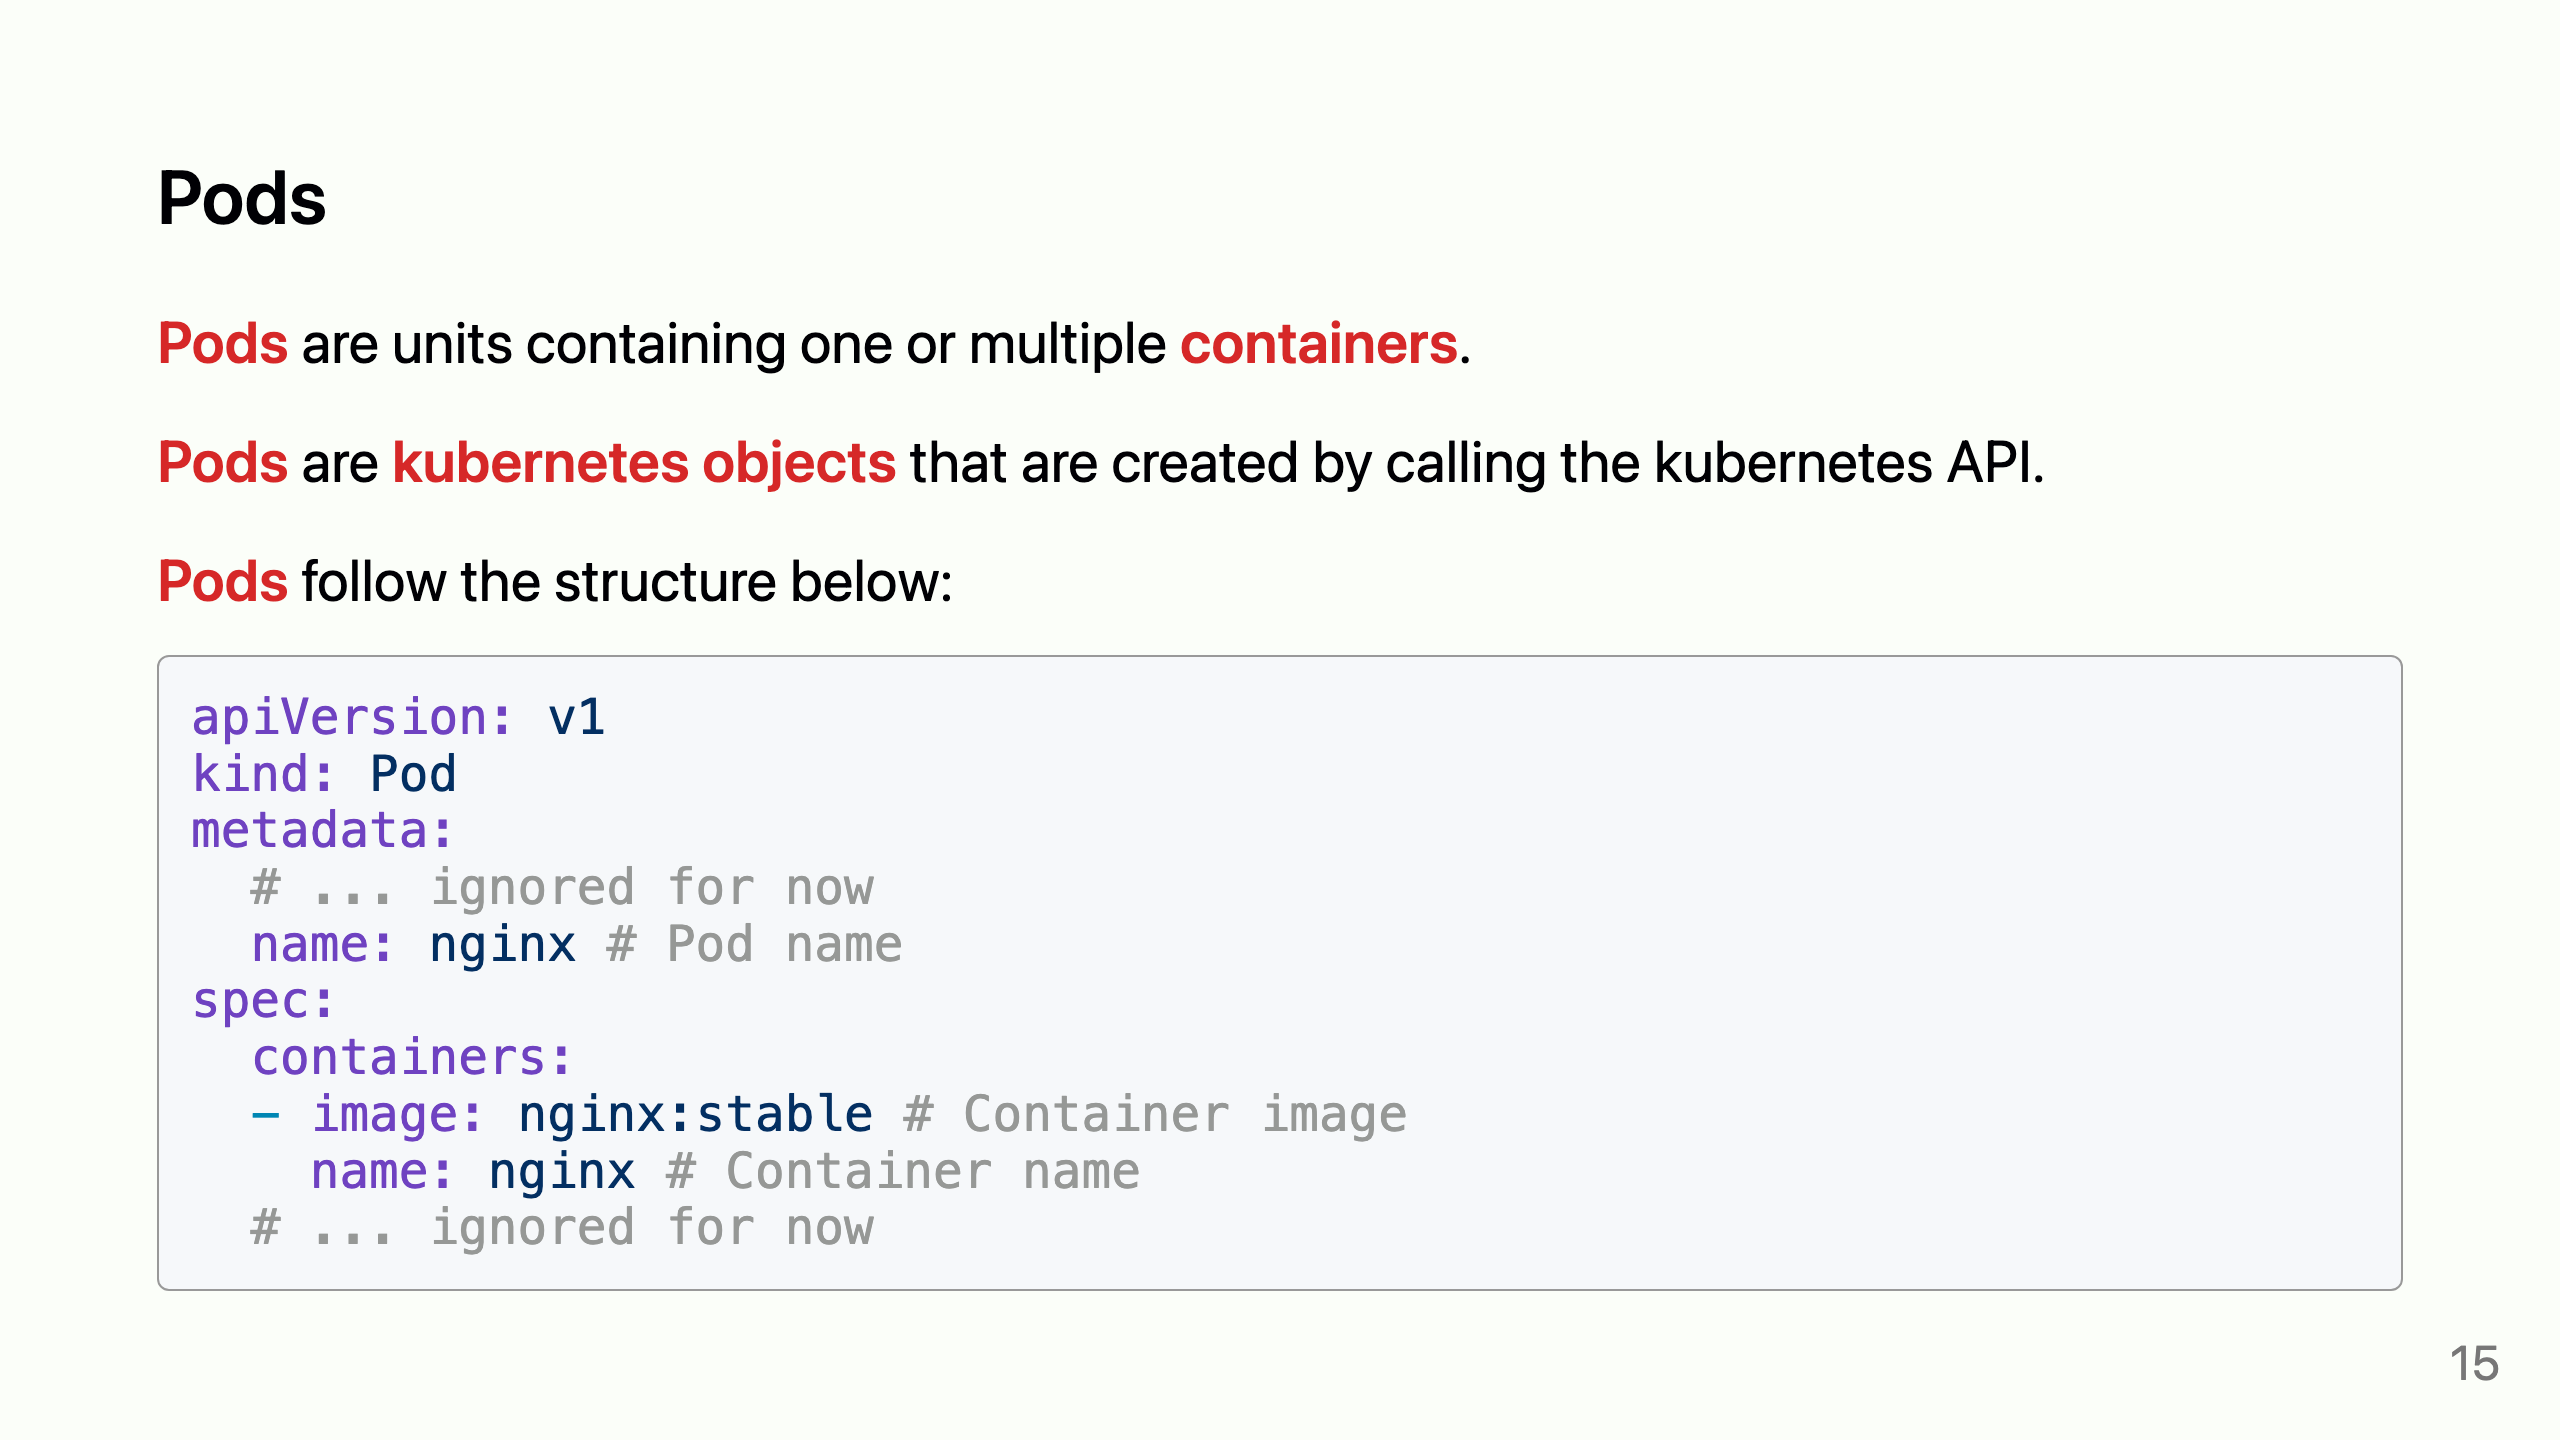 Pods
Pods are units containing one or multiple containers.
Pods are kubernetes objects that are created by calling the kubernetes API.
Pods follow the structure below:
apiVersion: v1
kind: Pod
metadata:
  # ... ignored for now
  name: nginx # Pod name
spec:
  containers:
  - image: nginx:stable # Container image
    name: nginx # Container name
  # ... ignored for now
15